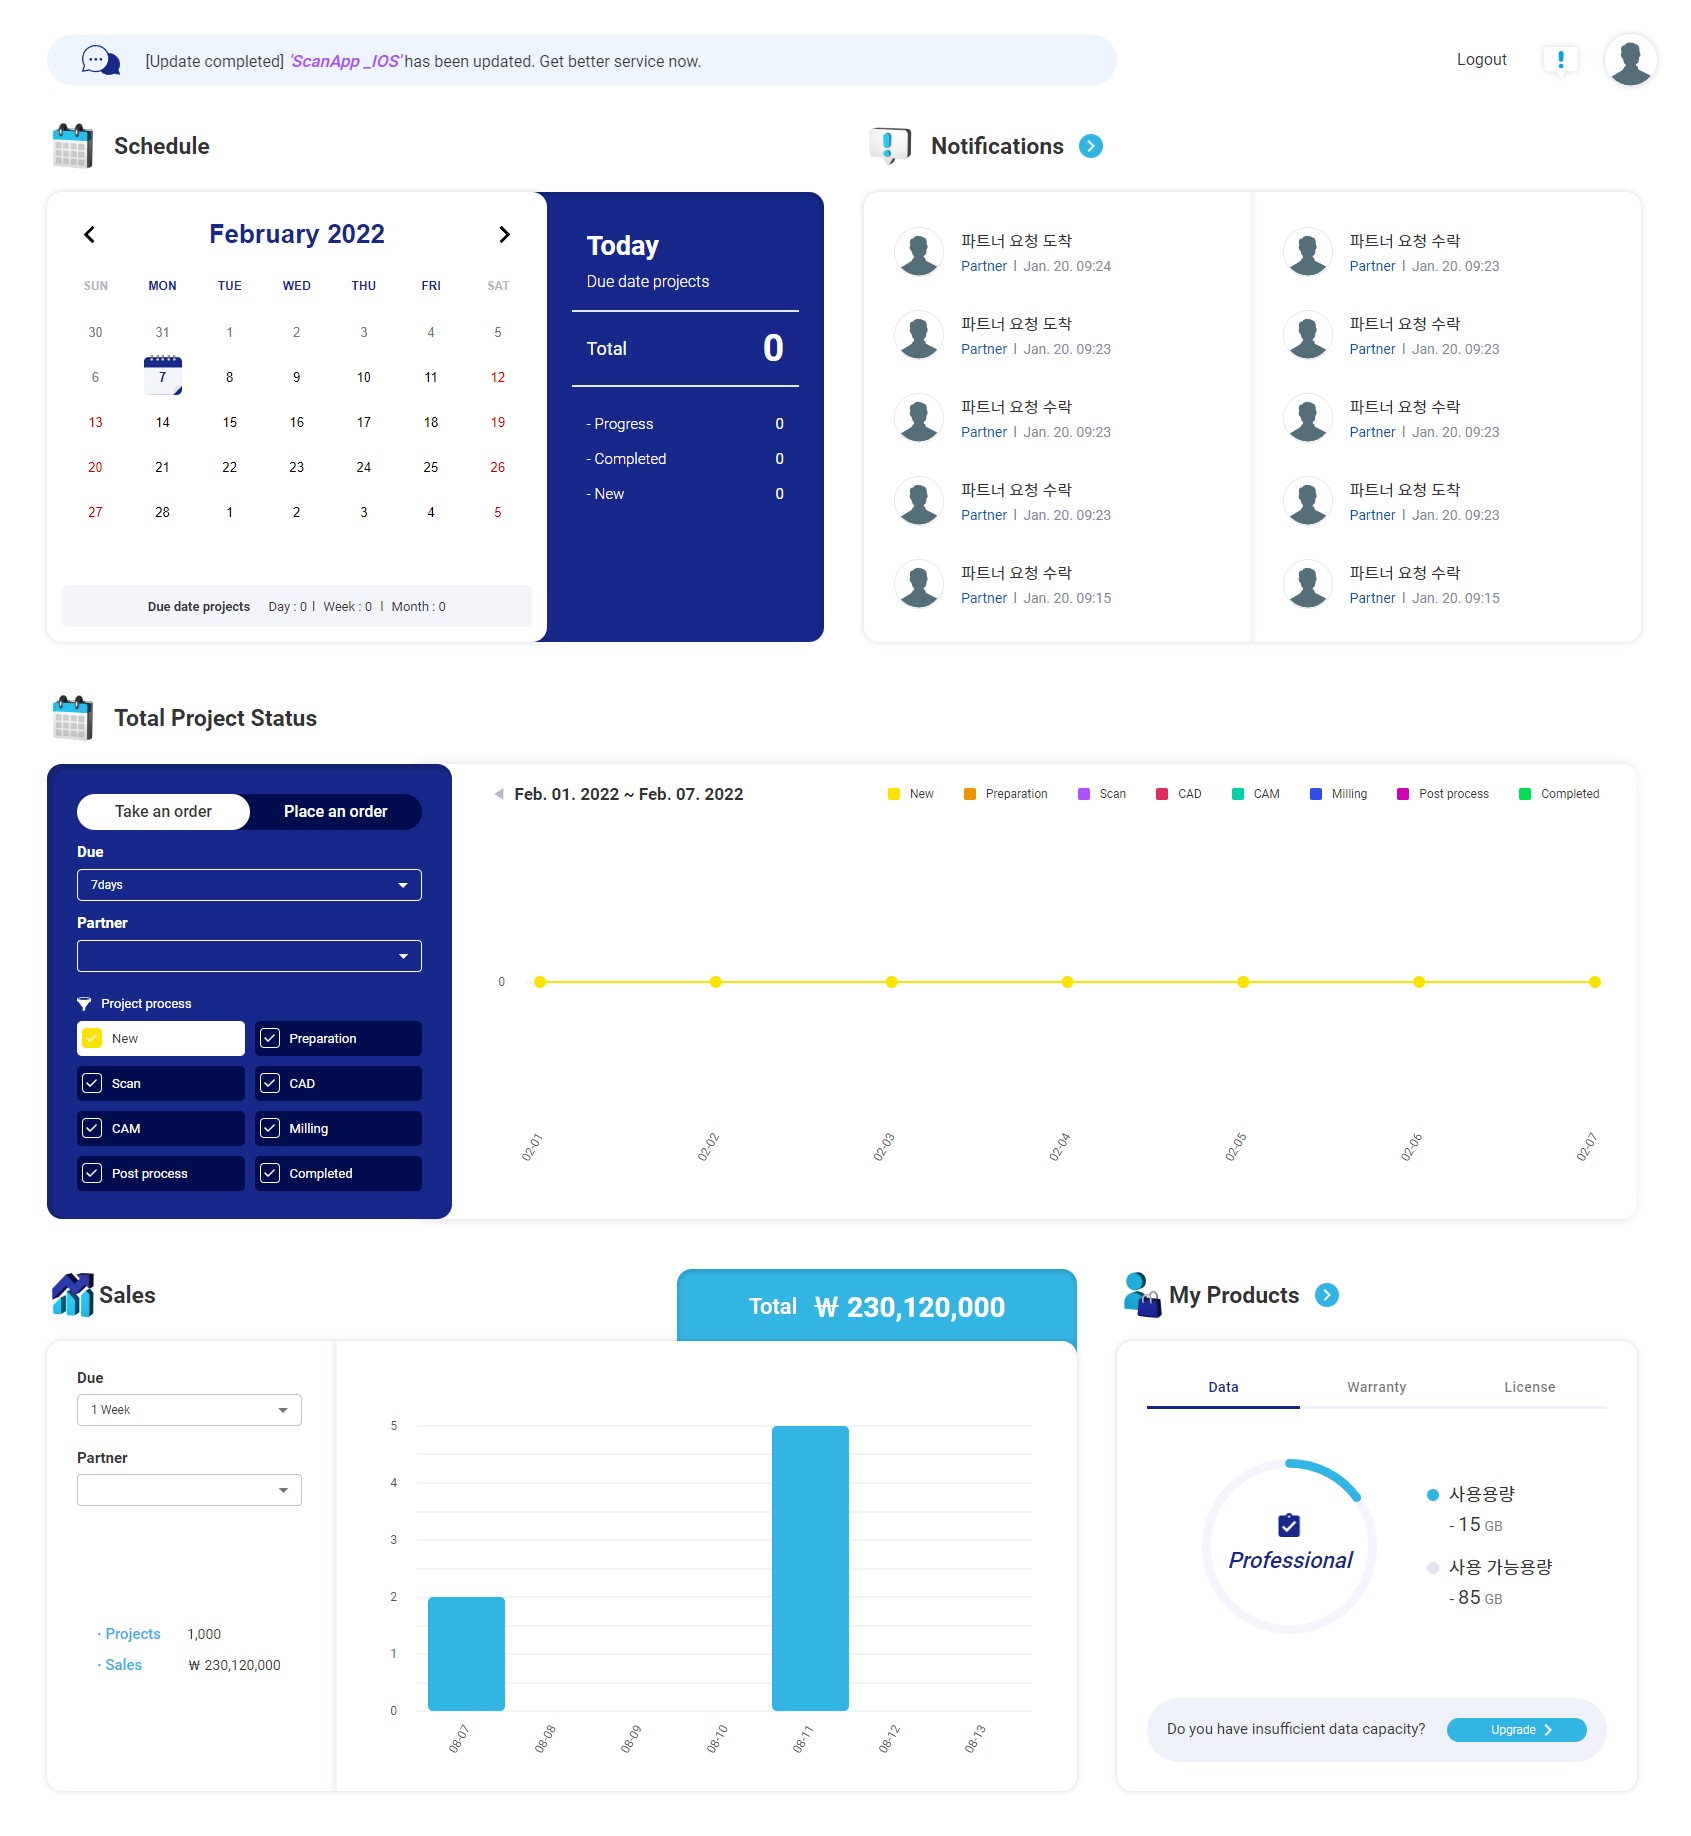 [Update completed] 'ScanApp _IOS' has been updated. Get better service now.
Logout
Schedule
February 2022
SUN MON TUE WED THU FRI SAT
30 31 1 2 3 4 5
6 7 8 9 10 11 12
13 14 15 16 17 18 19
20 21 22 23 24 25 26
27 28 1 2 3 4 5
Due date projects Day : 0 I Week : 0 I Month : 0
Today
Due date projects
Total 0
- Progress 0
- Completed 0
- New 0
Notifications
파트너 요청 도착
Partner I Jan. 20. 09:24
파트너 요청 도착
Partner I Jan. 20. 09:23
파트너 요청 수락
Partner I Jan. 20. 09:23
파트너 요청 수락
Partner I Jan. 20. 09:23
파트너 요청 수락
Partner I Jan. 20. 09:15
파트너 요청 수락
Partner I Jan. 20. 09:23
파트너 요청 수락
Partner I Jan. 20. 09:23
파트너 요청 수락
Partner I Jan. 20. 09:23
파트너 요청 도착
Partner I Jan. 20. 09:23
파트너 요청 수락
Partner I Jan. 20. 09:15
Total Project Status
Take an order Place an order
Due
7days
Partner
Project process
New Preparation
Scan CAD
CAM Milling
Post process Completed
Feb. 01. 2022 ~ Feb. 07. 2022
New Preparation Scan CAD CAM Milling Post process Completed
0
02-01 02-02 02-03 02-04 02-05 02-06 02-07
Sales
Total ₩ 230,120,000
Due
1 Week
Partner
· Projects 1,000
· Sales ₩ 230,120,000
5
4
3
2
1
0
08-07 08-08 08-09 08-10 08-11 08-12 08-13
My Products
Data Warranty License
Professional
사용용량
- 15 GB
사용 가능용량
- 85 GB
Do you have insufficient data capacity? Upgrade